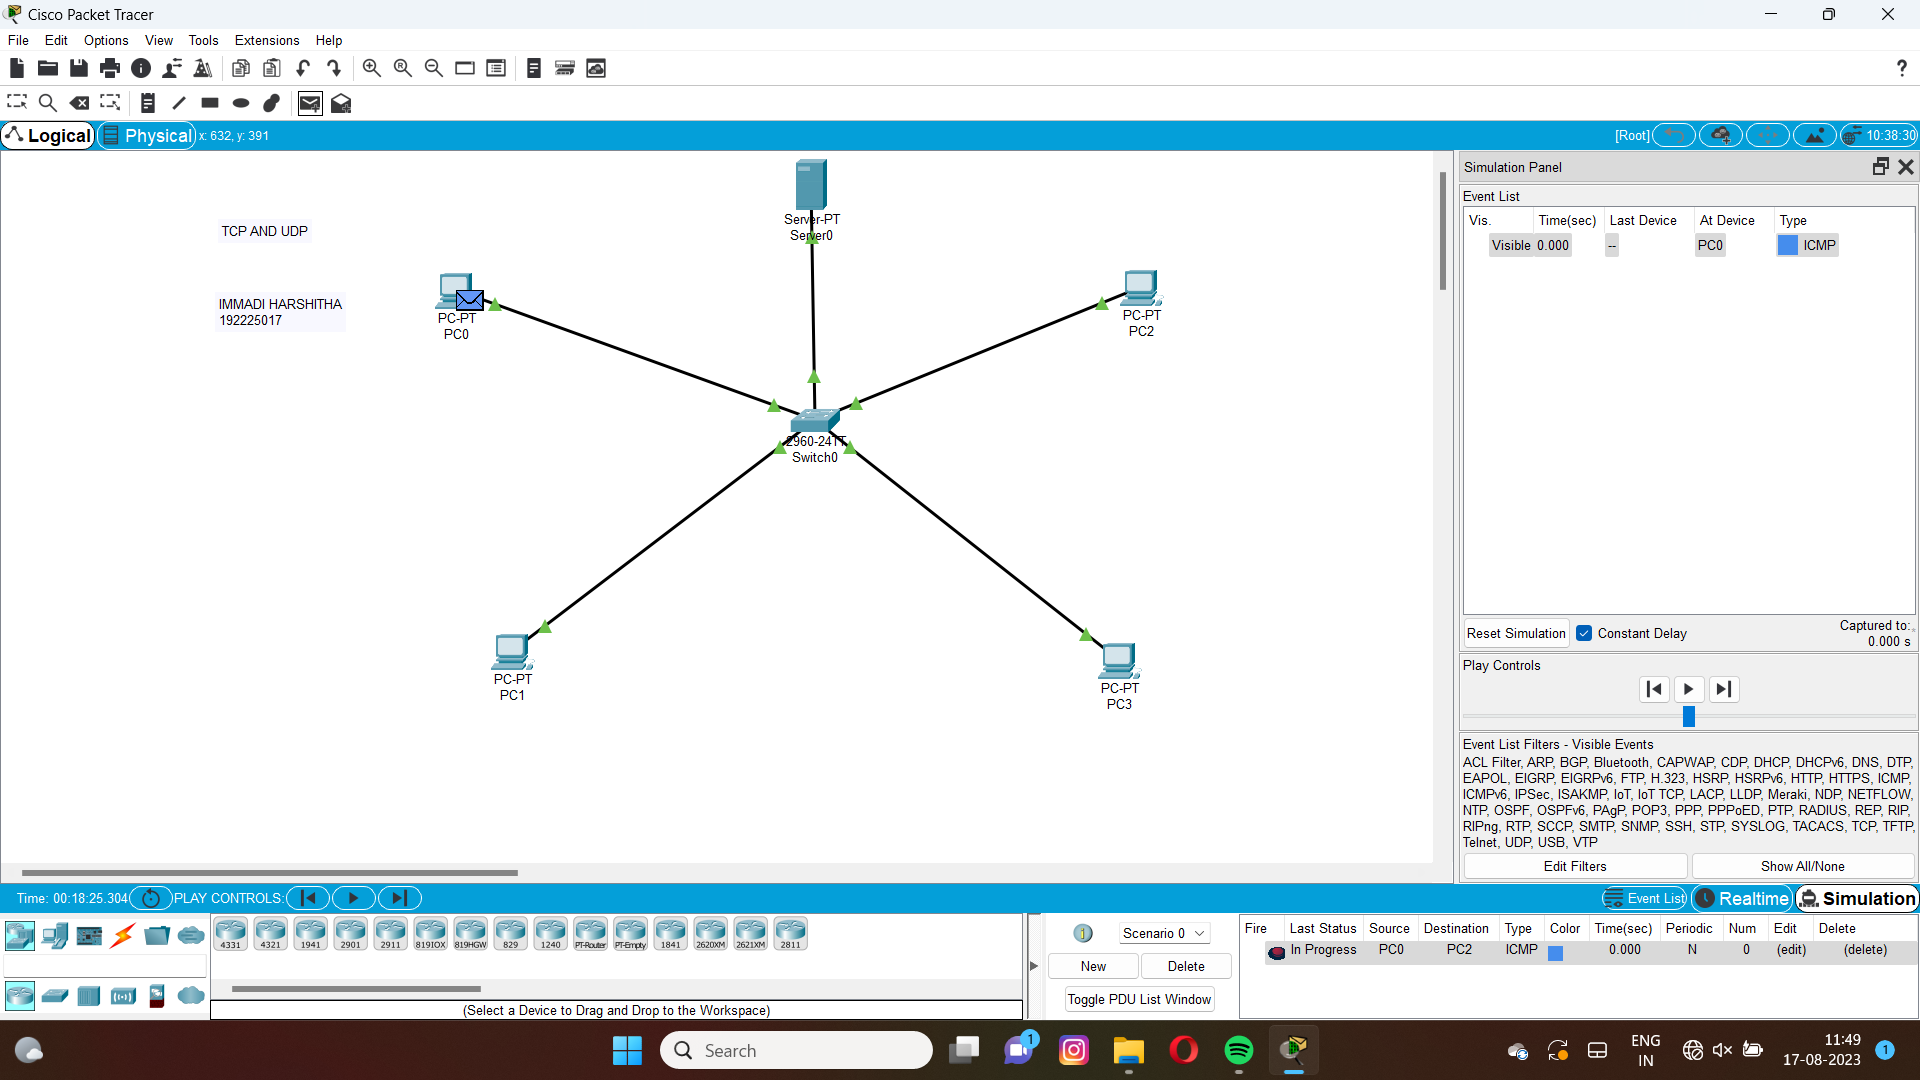 Cisco Packet Tracer
File Edit Options View Tools Extensions Help
?
Logical Physical x: 632, y: 391 [Root] 10:38:30
TCP AND UDP
IMMADI HARSHITHA
192225017
Server-PT
Server0
PC-PT
PC0
PC-PT
PC2
2960-24TT
Switch0
PC-PT
PC1
PC-PT
PC3
Simulation Panel
Event List
Vis. Time(sec) Last Device At Device Type
Visible 0.000 -- PC0 ICMP
Reset Simulation Constant Delay Captured to:
0.000 s
Play Controls
Event List Filters - Visible Events
ACL Filter, ARP, BGP, Bluetooth, CAPWAP, CDP, DHCP, DHCPv6, DNS, DTP,
EAPOL, EIGRP, EIGRPv6, FTP, H.323, HSRP, HSRPv6, HTTP, HTTPS, ICMP,
ICMPv6, IPSec, ISAKMP, IoT, IoT TCP, LACP, LLDP, Meraki, NDP, NETFLOW,
NTP, OSPF, OSPFv6, PAgP, POP3, PPP, PPPoED, PTP, RADIUS, REP, RIP,
RIPng, RTP, SCCP, SMTP, SNMP, SSH, STP, SYSLOG, TACACS, TCP, TFTP,
Telnet, UDP, USB, VTP
Edit Filters Show All/None
Time: 00:18:25.304 PLAY CONTROLS: Event List Realtime Simulation
4331 4321 1941 2901 2911 819IOX 819HGW 829 1240 PT-Router PT-Empty 1841 2620XM 2621XM 2811
(Select a Device to Drag and Drop to the Workspace)
Scenario 0
New Delete
Toggle PDU List Window
Fire Last Status Source Destination Type Color Time(sec) Periodic Num Edit Delete
In Progress PC0 PC2 ICMP 0.000 N 0 (edit) (delete)
Search
1
ENG
IN
11:49
17-08-2023
1